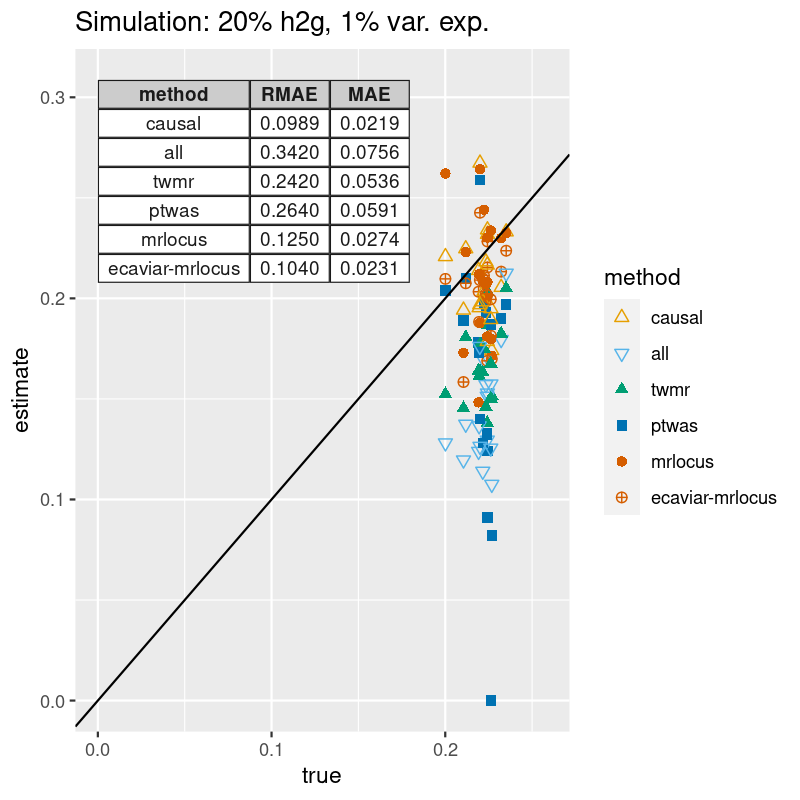 Simulation: 20% h2g, 1% var. exp.
method RMAE MAE
causal 0.0989 0.0219
all 0.3420 0.0756
twmr 0.2420 0.0536
ptwas 0.2640 0.0591
mrlocus 0.1250 0.0274
ecaviar-mrlocus 0.1040 0.0231
0.3
0.2
0.1
0.0
estimate
0.0 0.1 0.2
true
method
causal
all
twmr
ptwas
mrlocus
ecaviar-mrlocus